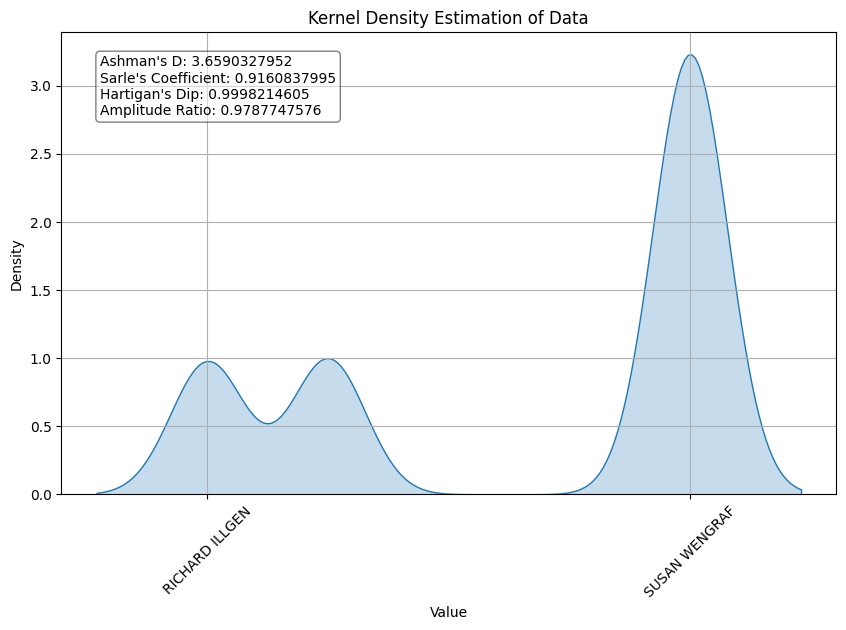 Kernel Density Estimation of Data
Ashman's D: 3.6590327952
Sarle's Coefficient: 0.9160837995
Hartigan's Dip: 0.9998214605
Amplitude Ratio: 0.9787747576
3.0
2.5
2.0
1.5
1.0
0.5
0.0
Density
RICHARD ILLGEN
SUSAN WENGRAF
Value